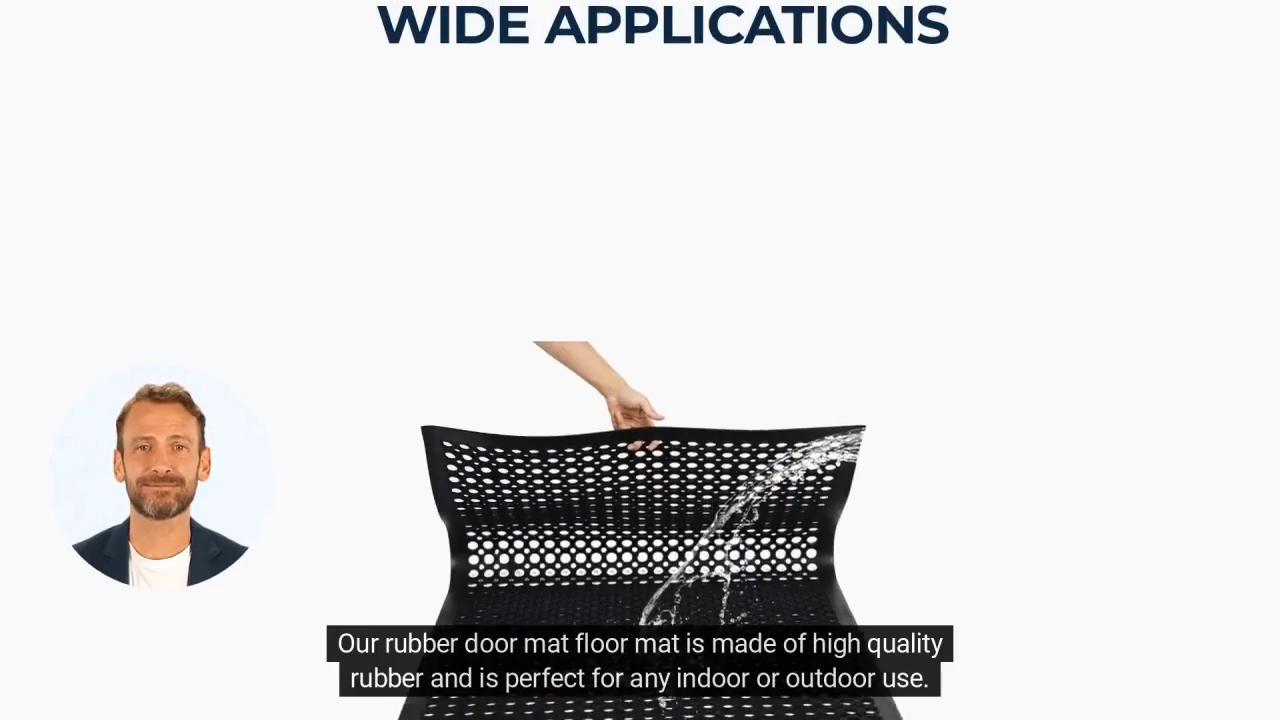 WIDE APPLICATIONS
Our rubber door mat floor mat is made of high quality
rubber and is perfect for any indoor or outdoor use.